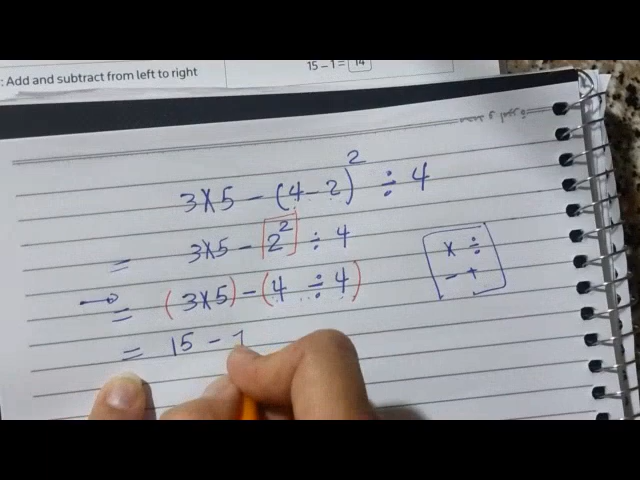 : Add and subtract from left to right
15 – 1 = 14
3×5 – (4 – 2)² ÷ 4
= 3×5 – 2² ÷ 4
× ÷
– +
= (3×5) – (4 ÷ 4)
= 15 – 1